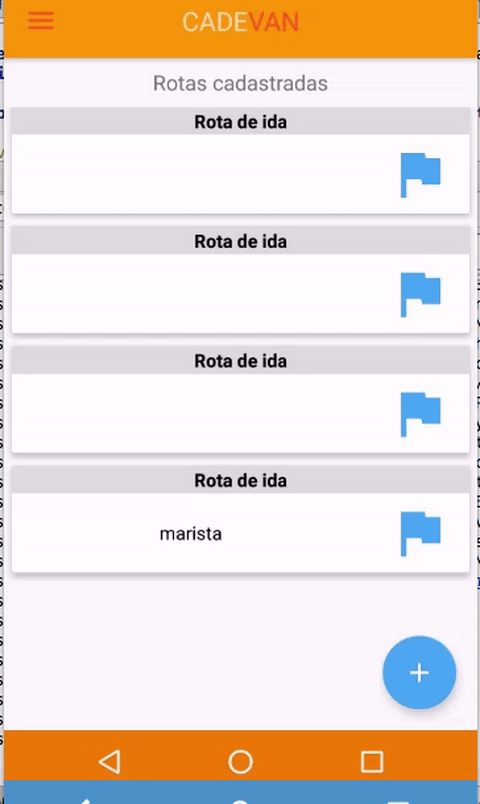 CADEVAN
Rotas cadastradas
Rota de ida
Rota de ida
Rota de ida
Rota de ida
marista
+